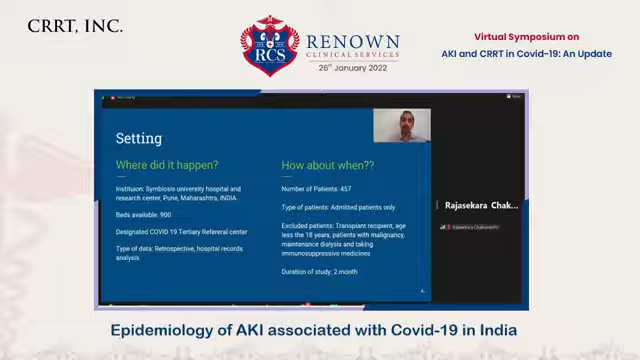 CRRT, INC.
RCS
RENOWN
CLINICAL SERVICES
26th January 2022
Virtual Symposium on
AKI and CRRT in Covid-19: An Update
Setting
Where did it happen?
Instituion: Symbiosis university hospital and
research center, Pune, Maharashtra, INDIA
Beds available: 900
Designated COVID 19 Tertiary Refereral center
Type of data: Retrospective, hospital records
analysis
How about when??
Number of Patients: 457
Type of patients: Admitted patients only
Excluded patients: Transplant recipient, age
less the 18 years, patients with malignancy,
maintenance dialysis and taking
immunosuppressive medicines
Duration of study: 2 month
View
Rajasekara Chak...
Rajasekara Chakravarthi
Epidemiology of AKI associated with Covid-19 in India